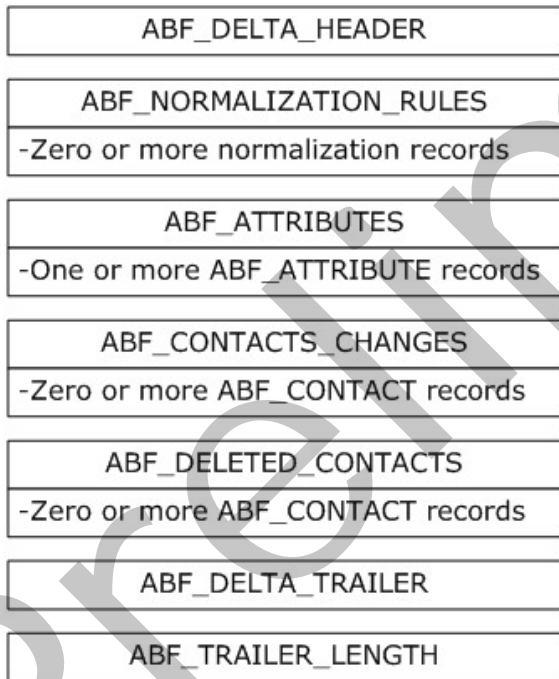 ABF_DELTA_HEADER
ABF_NORMALIZATION_RULES
-Zero or more normalization records
ABF_ATTRIBUTES
-One or more ABF_ATTRIBUTE records
ABF_CONTACTS_CHANGES
-Zero or more ABF_CONTACT records
ABF_DELETED_CONTACTS
-Zero or more ABF_CONTACT records
ABF_DELTA_TRAILER
ABF_TRAILER_LENGTH
Prelin